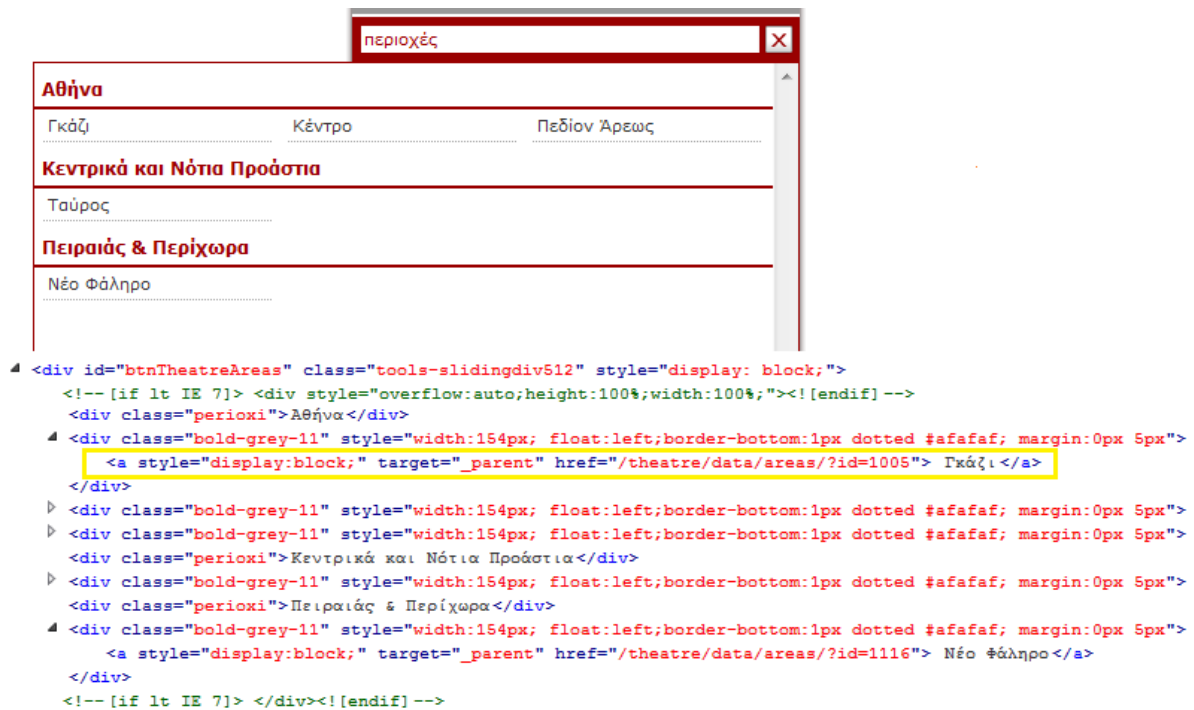 περιοχές
Αθήνα
Γκάζι Κέντρο Πεδίον Άρεως
Κεντρικά και Νότια Προάστια
Ταύρος
Πειραιάς & Περίχωρα
Νέο Φάληρο
<div id="btnTheatreAreas" class="tools-slidingdiv512" style="display: block;">
<!-- [if lt IE 7]> <div style="overflow:auto;height:100%;width:100%;"><![endif] -->
<div class="perioxi">Αθήνα</div>
<div class="bold-grey-11" style="width:154px; float:left;border-bottom:1px dotted #afafaf; margin:0px 5px">
<a style="display:block;" target="_parent" href="/theatre/data/areas/?id=1005"> Γκάζι</a>
</div>
<div class="bold-grey-11" style="width:154px; float:left;border-bottom:1px dotted #afafaf; margin:0px 5px">
<div class="bold-grey-11" style="width:154px; float:left;border-bottom:1px dotted #afafaf; margin:0px 5px">
<div class="perioxi">Κεντρικά και Νότια Προάστια</div>
<div class="bold-grey-11" style="width:154px; float:left;border-bottom:1px dotted #afafaf; margin:0px 5px">
<div class="perioxi">Πειραιάς & Περίχωρα</div>
<div class="bold-grey-11" style="width:154px; float:left;border-bottom:1px dotted #afafaf; margin:0px 5px">
<a style="display:block;" target="_parent" href="/theatre/data/areas/?id=1116"> Νέο Φάληρο</a>
</div>
<!-- [if lt IE 7]> </div><![endif] -->